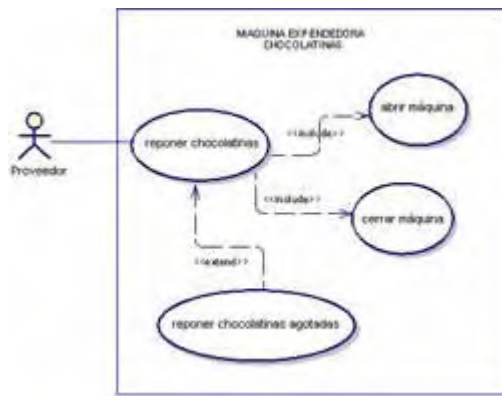 MAQUINA EXPENDEDORA
CHOCOLATINAS
abrir máquina
<<include>>
reponer chocolatinas
Proveedor
<<include>>
cerrar máquina
<<extend>>
reponer chocolatinas agotadas